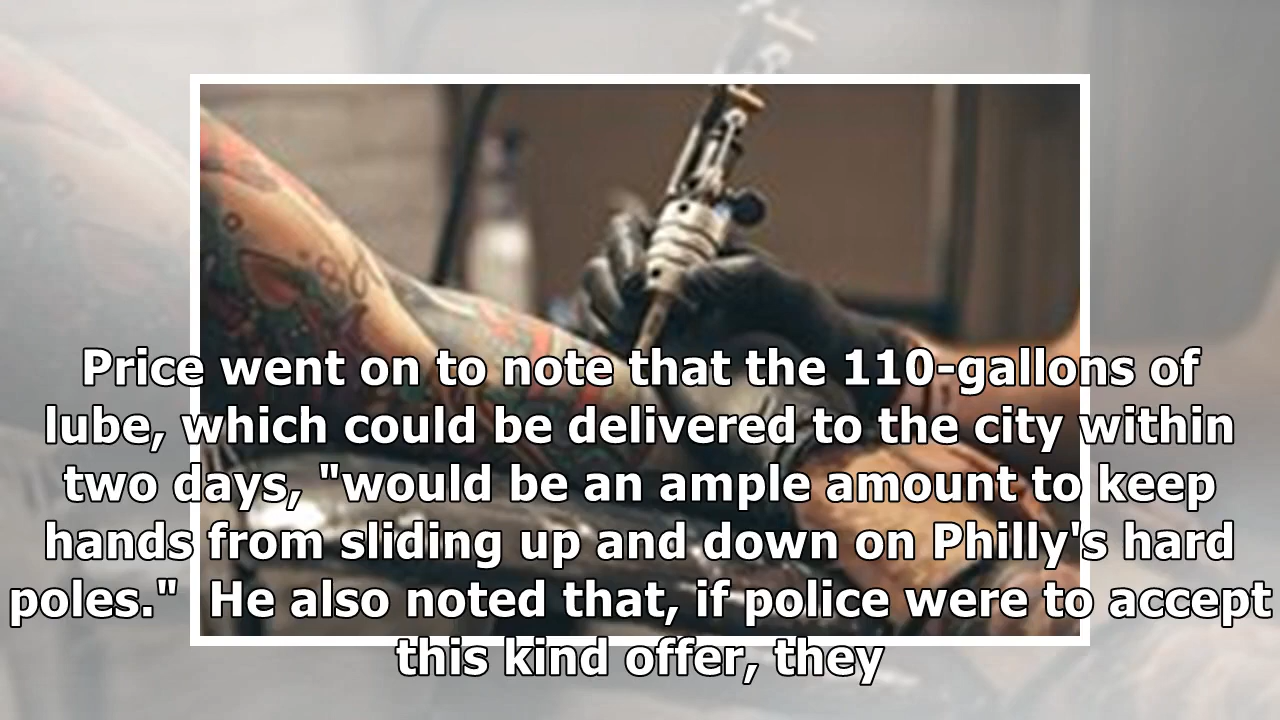 Price went on to note that the 110-gallons of
lube, which could be delivered to the city within
two days, "would be an ample amount to keep
hands from sliding up and down on Philly's hard
poles."  He also noted that, if police were to accept
this kind offer, they